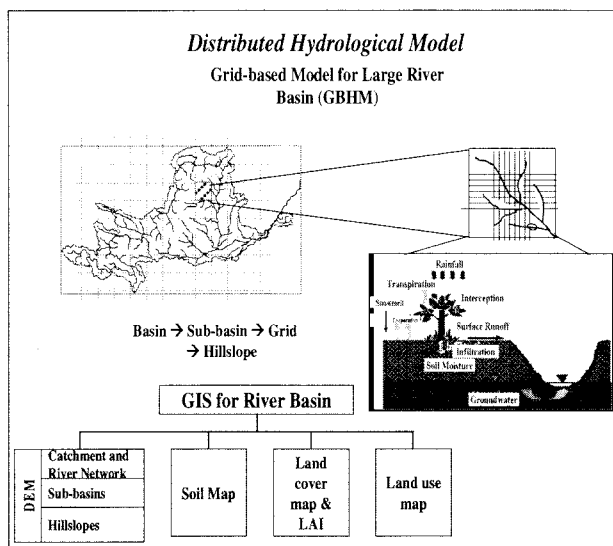 Distributed Hydrological Model
Grid-based Model for Large River
Basin (GBHM)
Rainfall
Transpiration
Snowmelt
Interception
Evaporation
Surface Runoff
Infiltration
Soil Moisture
Groundwater
Basin → Sub-basin → Grid
→ Hillslope
GIS for River Basin
DEM
Catchment and
River Network
Sub-basins
Hillslopes
Soil Map
Land
cover
map &
LAI
Land use
map